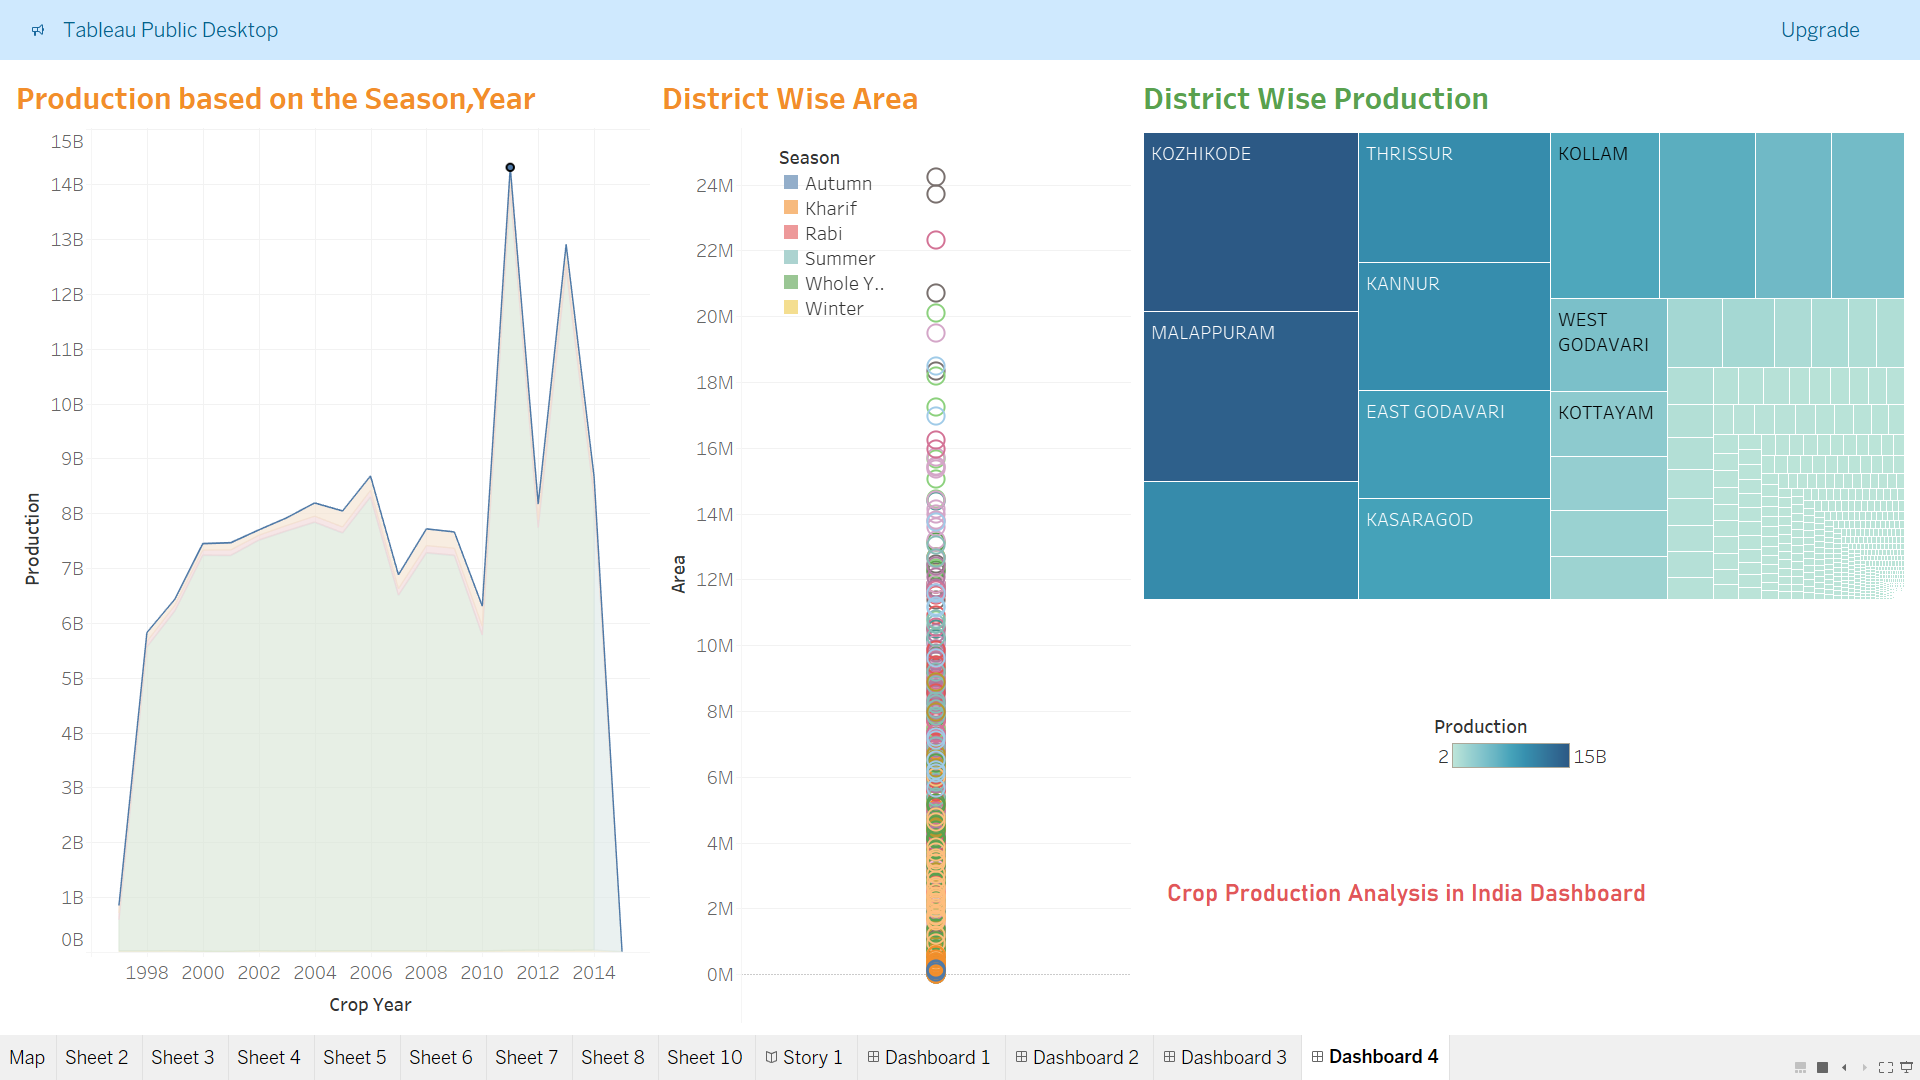 Tableau Public Desktop
Upgrade
Production based on the Season,Year
15B
14B
13B
12B
11B
10B
9B
8B
7B
6B
5B
4B
3B
2B
1B
0B
Production
1998 2000 2002 2004 2006 2008 2010 2012 2014
Crop Year
District Wise Area
Season
Autumn
Kharif
Rabi
Summer
Whole Y..
Winter
24M
22M
20M
18M
16M
14M
12M
10M
8M
6M
4M
2M
0M
Area
District Wise Production
KOZHIKODE
MALAPPURAM
THRISSUR
KANNUR
EAST GODAVARI
KASARAGOD
KOLLAM
WEST
GODAVARI
KOTTAYAM
Production
2 15B
Crop Production Analysis in India Dashboard
Map Sheet 2 Sheet 3 Sheet 4 Sheet 5 Sheet 6 Sheet 7 Sheet 8 Sheet 10 Story 1 Dashboard 1 Dashboard 2 Dashboard 3 Dashboard 4